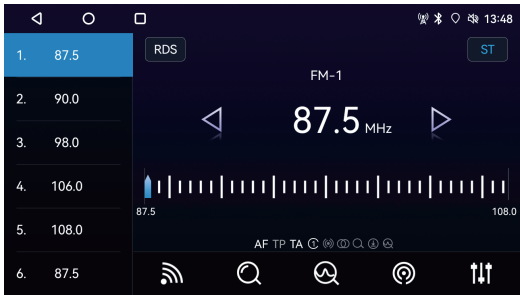 13:48
1. 87.5
2. 90.0
3. 98.0
4. 106.0
5. 108.0
6. 87.5
RDS
ST
FM-1
87.5 MHz
87.5
108.0
AF TP TA